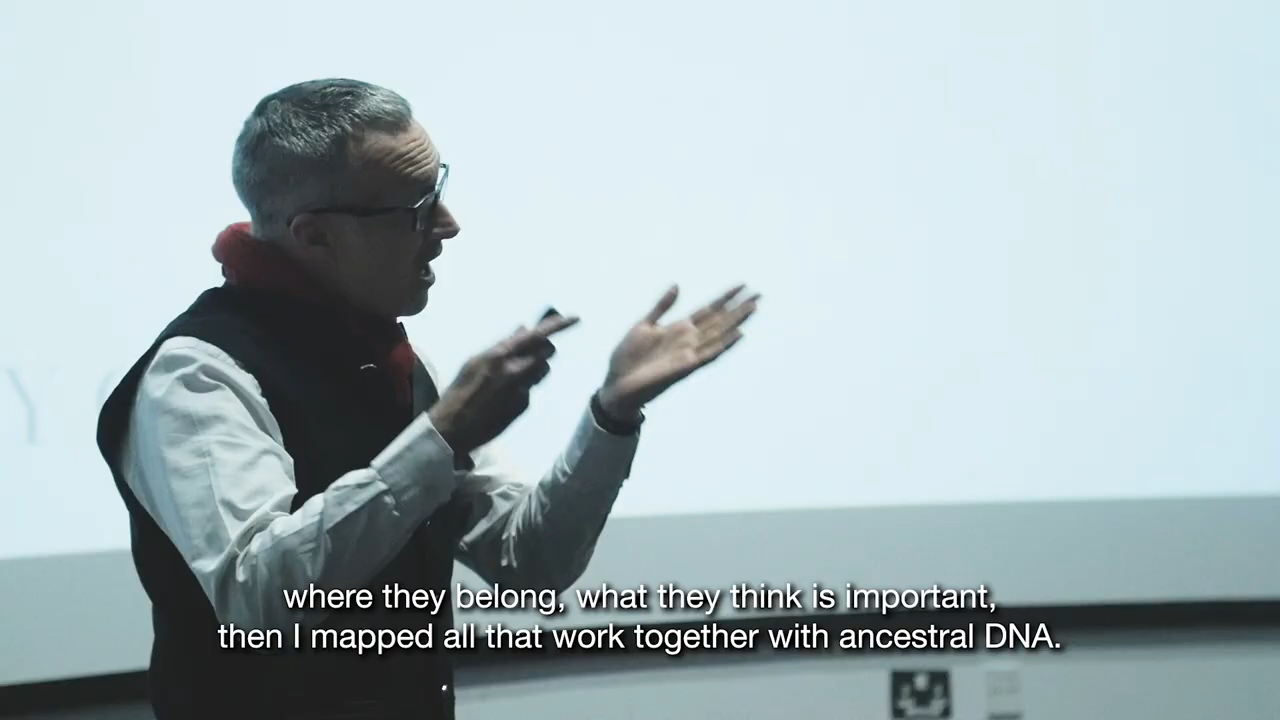 Y
where they belong, what they think is important,
then I mapped all that work together with ancestral DNA.